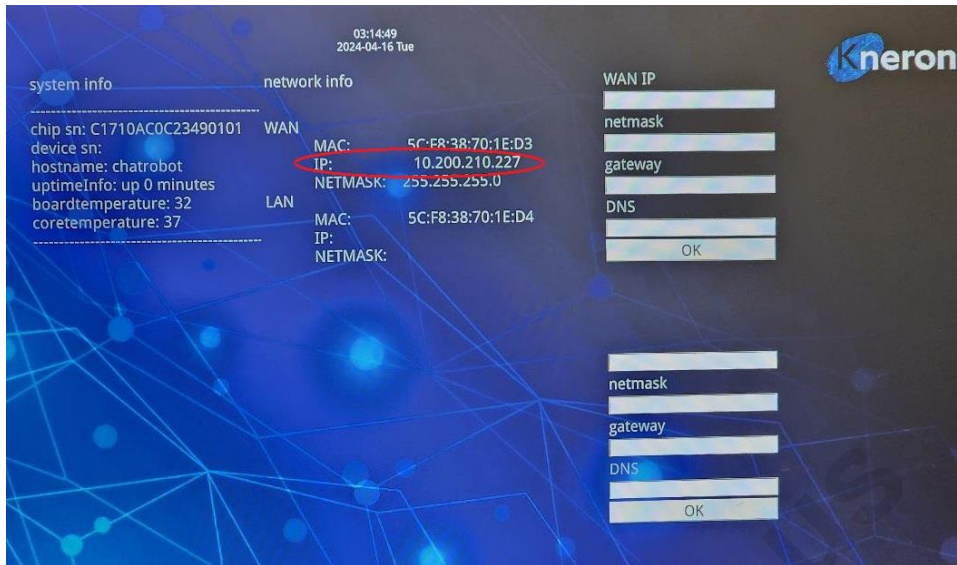 03:14:49
2024-04-16 Tue
Kneron
system info
chip sn: C1710AC0C23490101
device sn:
hostname: chatrobot
uptimeInfo: up 0 minutes
boardtemperature: 32
coretemperature: 37
network info
WAN
MAC: 5C:F8:38:70:1E:D3
IP: 10.200.210.227
NETMASK: 255.255.255.0
LAN
MAC: 5C:F8:38:70:1E:D4
IP:
NETMASK:
WAN IP
netmask
gateway
DNS
OK
netmask
gateway
DNS
OK